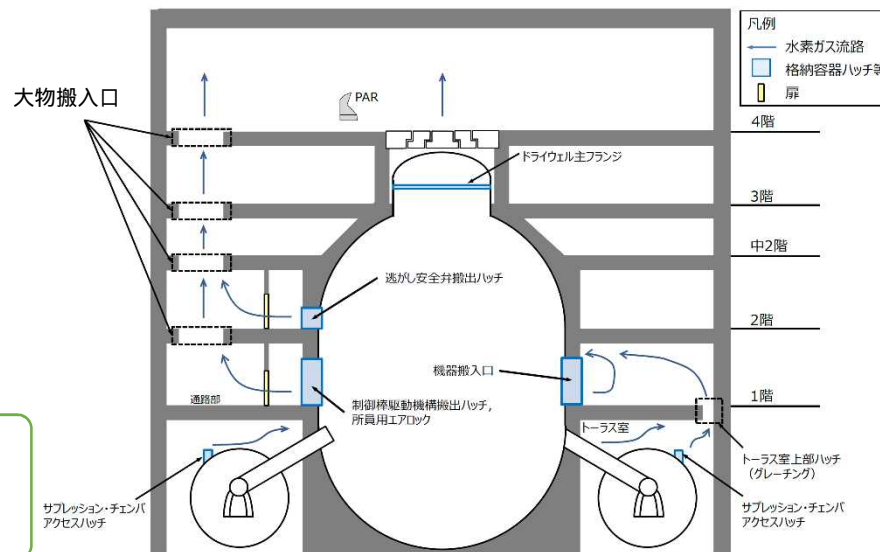 凡例
水素ガス流路
格納容器ハッチ等
扉
大物搬入口
PAR
4階
ドライウェル主フランジ
3階
中2階
逃がし安全弁搬出ハッチ
2階
機器搬入口
通路部
制御棒駆動機構搬出ハッチ,
所員用エアロック
1階
トーラス室
トーラス室上部ハッチ
(グレーチング)
サプレッション・チェンバ
アクセスハッチ
サプレッション・チェンバ
アクセスハッチ